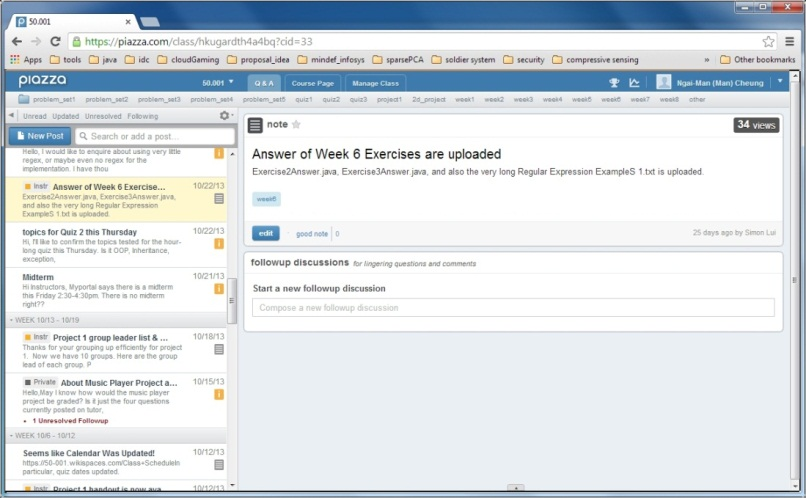 50.001
https://piazza.com/class/hkugardth4a4bq?cid=33
Apps tools java idc cloudGaming proposal_idea mindef_infosys sparsePCA soldier system security compressive sensing » Other bookmarks
piazza 50.001 Q & A Course Page Manage Class Ngai-Man (Man) Cheung
problem_set1 problem_set2 problem_set3 problem_set4 problem_set5 quiz1 quiz2 quiz3 project1 2d_project week1 week2 week3 week4 week5 week6 week7 week8 other
Unread Updated Unresolved Following
New Post Search or add a post...
Hello, I would like to enquire about using very little
regex, or maybe even no regex for the
implementation. I have thou
Instr Answer of Week 6 Exercise... 10/22/13
Exercise2Answer.java, Exercise3Answer.java,
and also the very long Regular Expression
ExampleS 1.txt is uploaded.
topics for Quiz 2 this Thursday 10/22/13
Hi, I'll like to confirm the topics tested for the hour-
long quiz this Thursday. Is it OOP, Inheritance,
exception,
Midterm 10/21/13
Hi Instructors, Myportal says there is a midterm
this Friday 2:30-4:30pm. There is no midterm
right??
WEEK 10/13 - 10/19
Instr Project 1 group leader list & ... 10/18/13
Thanks for your grouping up efficiently for project
1. Now we have 10 groups. Here are the group
lead of each group. P
Private About Music Player Project a... 10/15/13
Hello,May I know how would the music player
project be graded? Is it just the four questions
currently posted on tutor,
• 1 Unresolved Followup
WEEK 10/6 - 10/12
Seems like Calendar Was Updated! 10/12/13
https://50-001.wikispaces.com/Class+ScheduleIn
particular, quiz dates updated.
Instr Project 1 handout is now ava... 10/12/13
note 34 views
Answer of Week 6 Exercises are uploaded
Exercise2Answer.java, Exercise3Answer.java, and also the very long Regular Expression ExampleS 1.txt is uploaded.
week6
edit · good note 0 25 days ago by Simon Lui
followup discussions for lingering questions and comments
Start a new followup discussion
Compose a new followup discussion